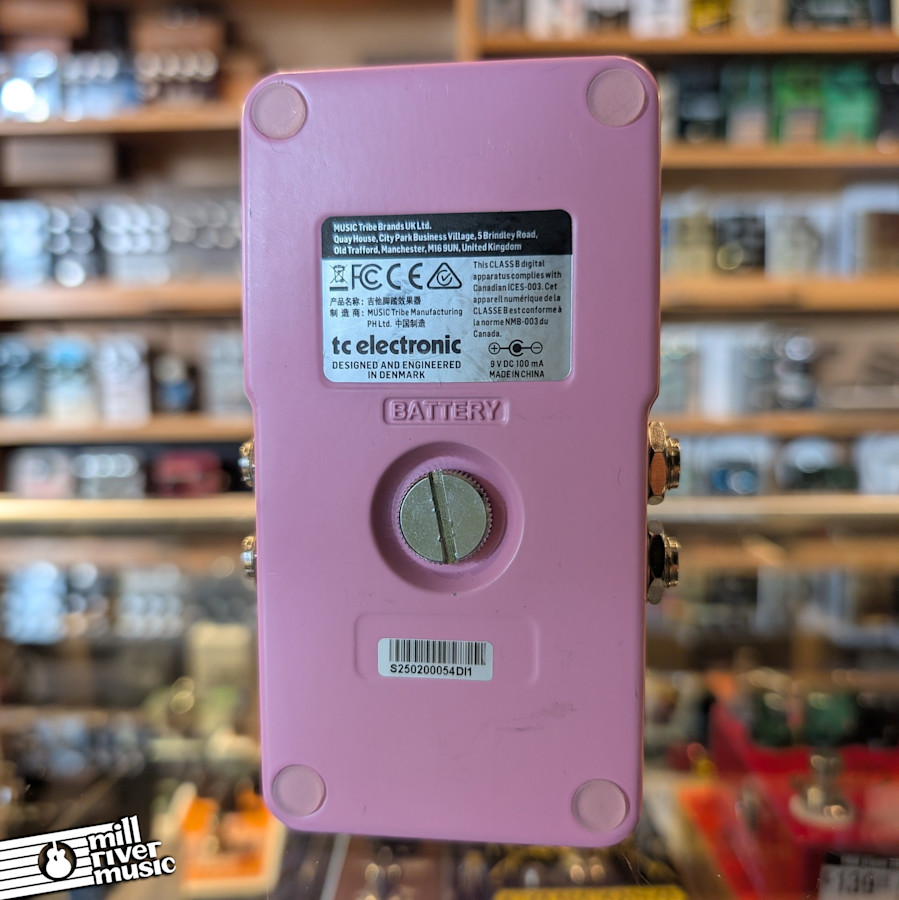 MUSIC Tribe Brands UK Ltd.
Quay House, City Park Business Village, 5 Brindley Road,
Old Trafford, Manchester, M16 9UN, United Kingdom
FC CE
产品名称：吉他脚踏效果器
制 造 商：MUSIC Tribe Manufacturing
PH Ltd. 中国制造
tc electronic
DESIGNED AND ENGINEERED
IN DENMARK
This CLASS B digital
apparatus complies with
Canadian ICES-003. Cet
appareil numérique de la
CLASSE B est conforme à
la norme NMB-003 du
Canada.
9 V DC 100 mA
MADE IN CHINA
BATTERY
S250200054DI1
mill
river
music
139